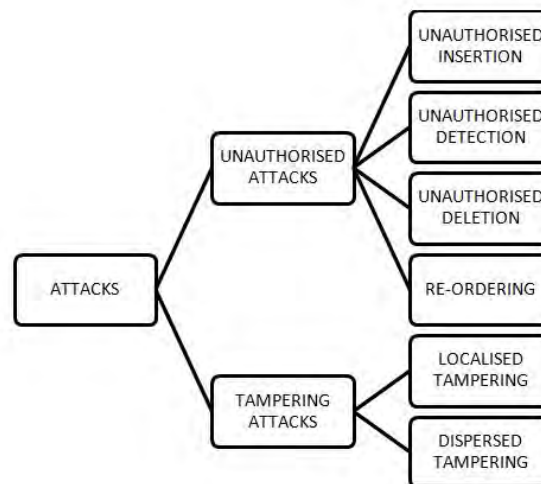 UNAUTHORISED
INSERTION
UNAUTHORISED
DETECTION
UNAUTHORISED
ATTACKS
UNAUTHORISED
DELETION
ATTACKS
RE-ORDERING
LOCALISED
TAMPERING
TAMPERING
ATTACKS
DISPERSED
TAMPERING